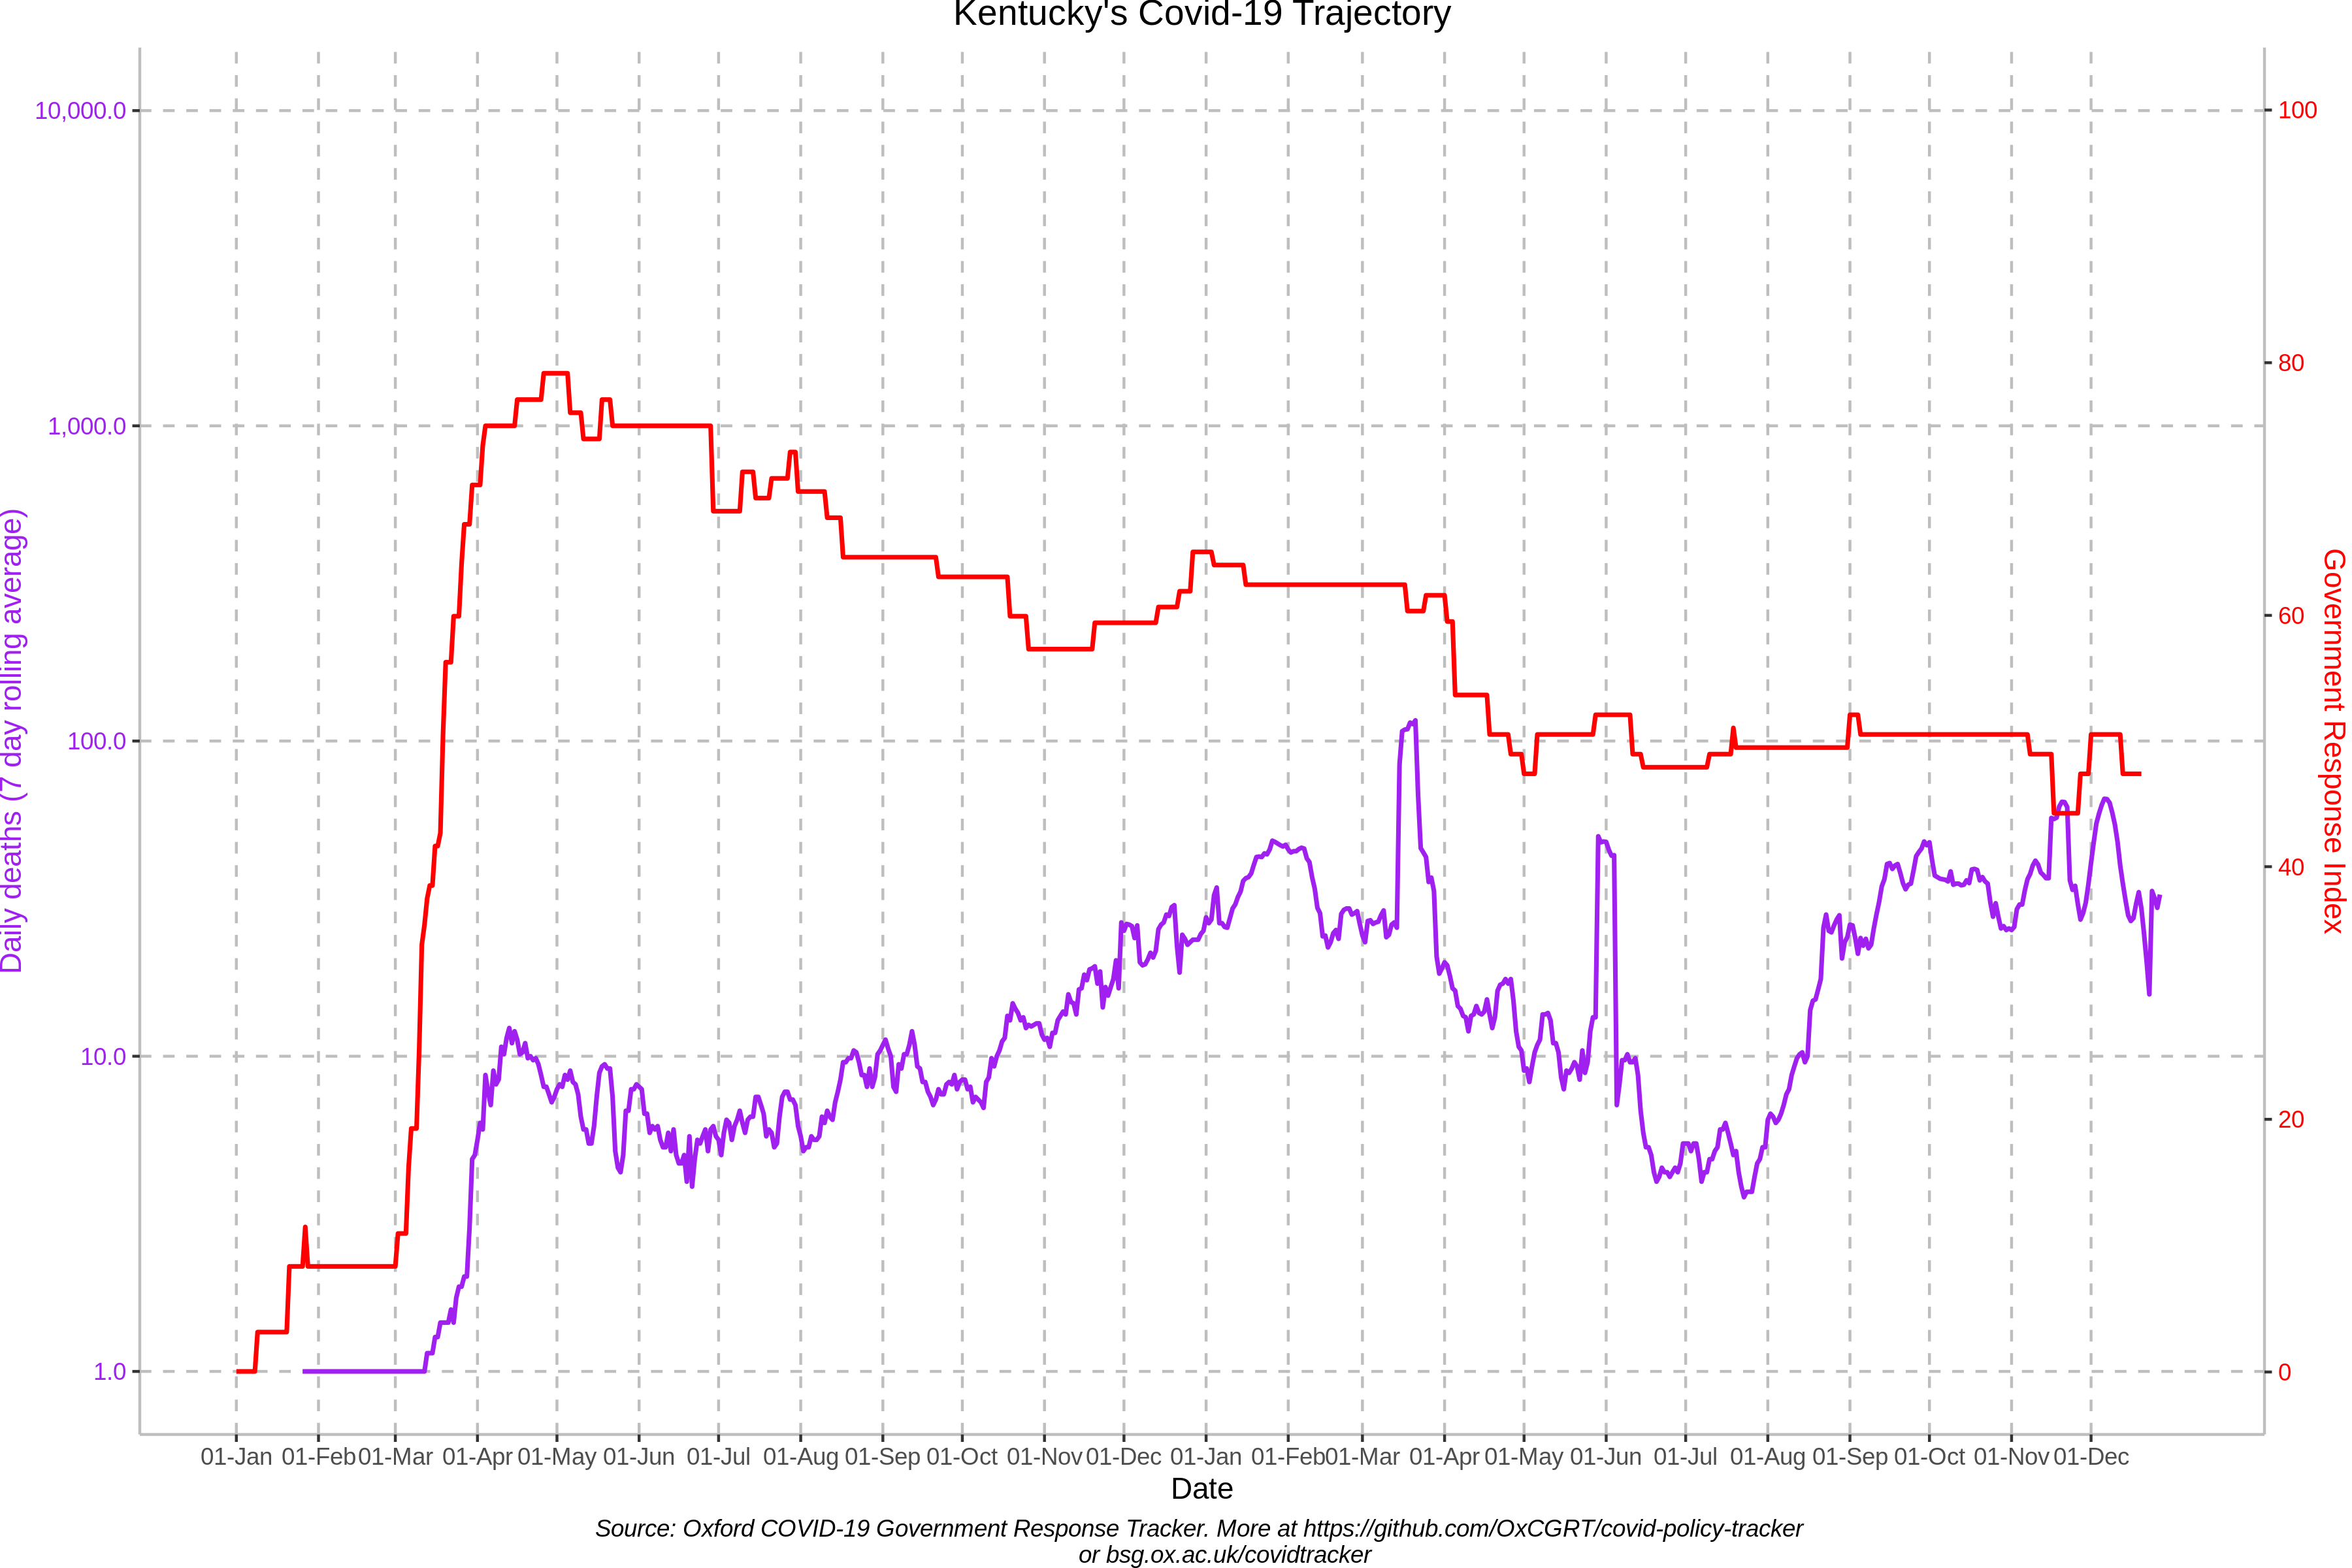 Kentucky's Covid-19 Trajectory
Daily deaths (7 day rolling average)
10,000.0
1,000.0
100.0
10.0
1.0
100
80
60
40
20
0
Government Response Index
01-Jan 01-Feb 01-Mar 01-Apr 01-May 01-Jun 01-Jul 01-Aug 01-Sep 01-Oct 01-Nov 01-Dec 01-Jan 01-Feb 01-Mar 01-Apr 01-May 01-Jun 01-Jul 01-Aug 01-Sep 01-Oct 01-Nov 01-Dec
Date
Source: Oxford COVID-19 Government Response Tracker. More at https://github.com/OxCGRT/covid-policy-tracker
or bsg.ox.ac.uk/covidtracker